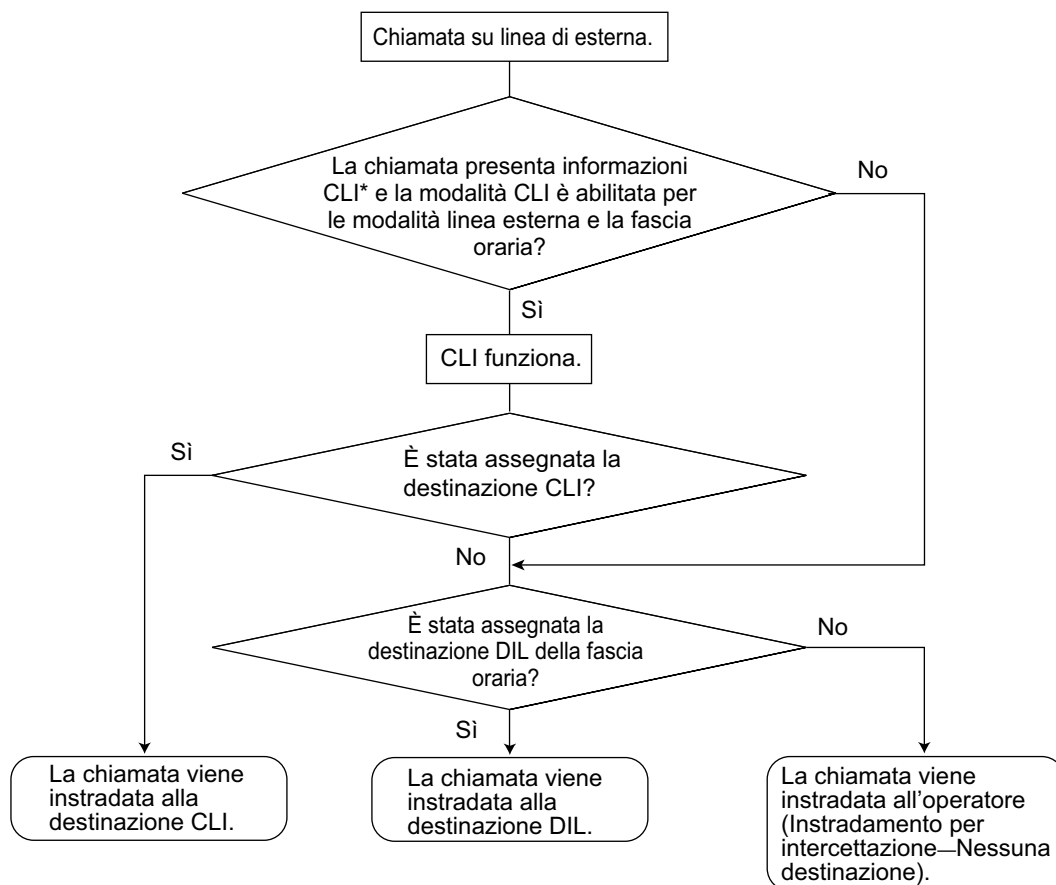 Chiamata su linea di esterna.
La chiamata presenta informazioni
CLI* e la modalità CLI è abilitata per
le modalità linea esterna e la fascia
oraria?
No
Sì
CLI funziona.
Sì
È stata assegnata la
destinazione CLI?
No
È stata assegnata la
destinazione DIL della fascia
oraria?
No
Sì
La chiamata viene
instradata alla
destinazione CLI.
La chiamata viene
instradata alla
destinazione DIL.
La chiamata viene
instradata all’operatore
(Instradamento per
intercettazione—Nessuna
destinazione).